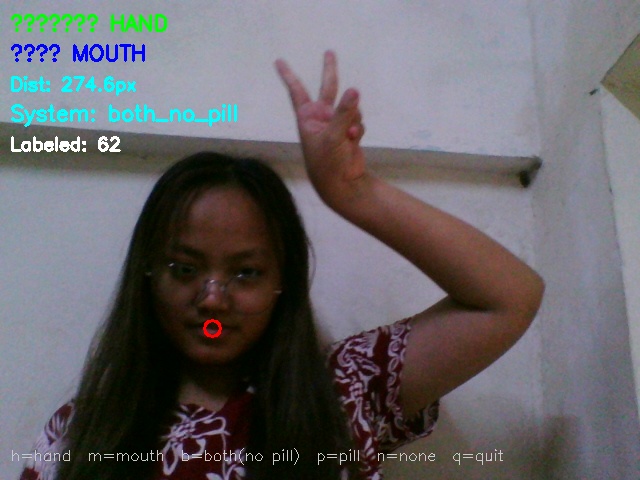 ??????? HAND
???? MOUTH
Dist: 274.6px
System: both_no_pill
Labeled: 62
h=hand m=mouth b=both(no pill) p=pill n=none q=quit